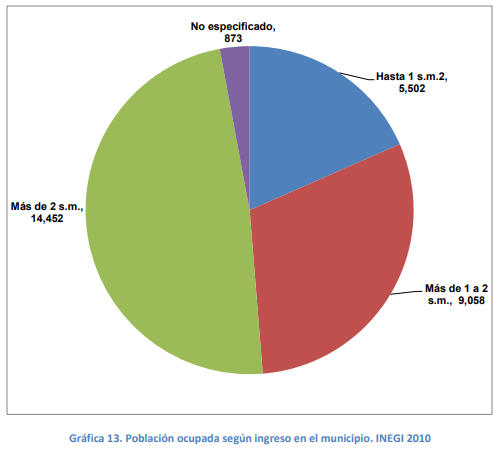 No especificado,
873
Hasta 1 s.m.2,
5,502
Más de 2 s.m.,
14,452
Más de 1 a 2
s.m., 9,058
Gráfica 13. Población ocupada según ingreso en el municipio. INEGI 2010